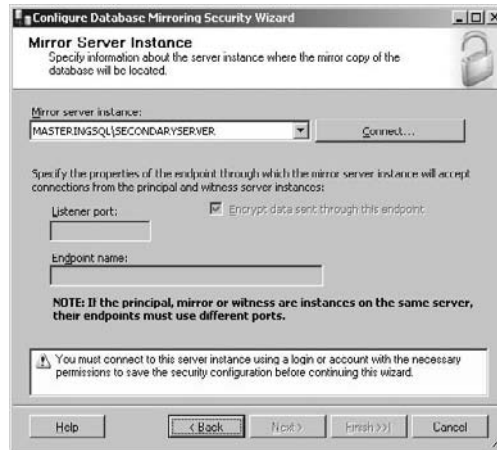 Configure Database Mirroring Security Wizard
Mirror Server Instance
Specify information about the server instance where the mirror copy of the
database will be located.
Mirror server instance:
MASTERINGSQL\SECONDARYSERVER
Connect...
Specify the properties of the endpoint through which the mirror server instance will accept
connections from the principal and witness server instances:
Listener port:
Encrypt data sent through this endpoint
Endpoint name:
NOTE: If the principal, mirror or witness are instances on the same server,
their endpoints must use different ports.
You must connect to this server instance using a login or account with the necessary
permissions to save the security configuration before continuing this wizard.
Help
< Back
Next >
Finish >>|
Cancel